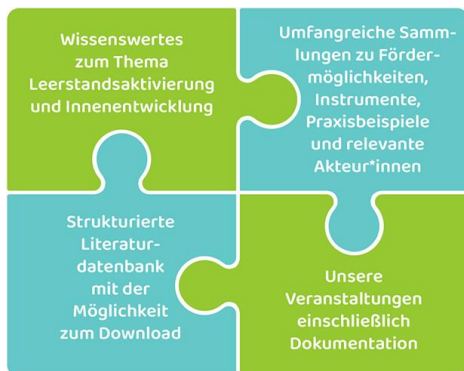 Wissenswertes
zum Thema
Leerstandsaktivierung
und Innenentwicklung
Umfangreiche Samm-
lungen zu Förder-
möglichkeiten,
Instrumente,
Praxisbeispiele
und relevante
Akteur*innen
Strukturierte
Literatur-
datenbank
mit der
Möglichkeit
zum Download
Unsere
Veranstaltungen
einschließlich
Dokumentation